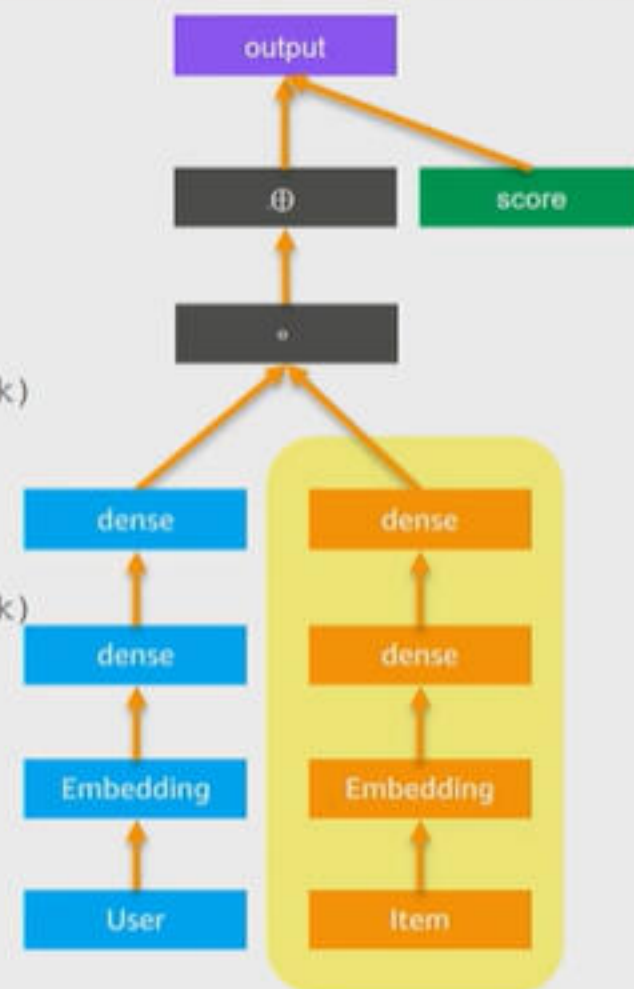 output
.⊕ score
∘
k)
dense dense
k)
dense dense
Embedding Embedding
User Item